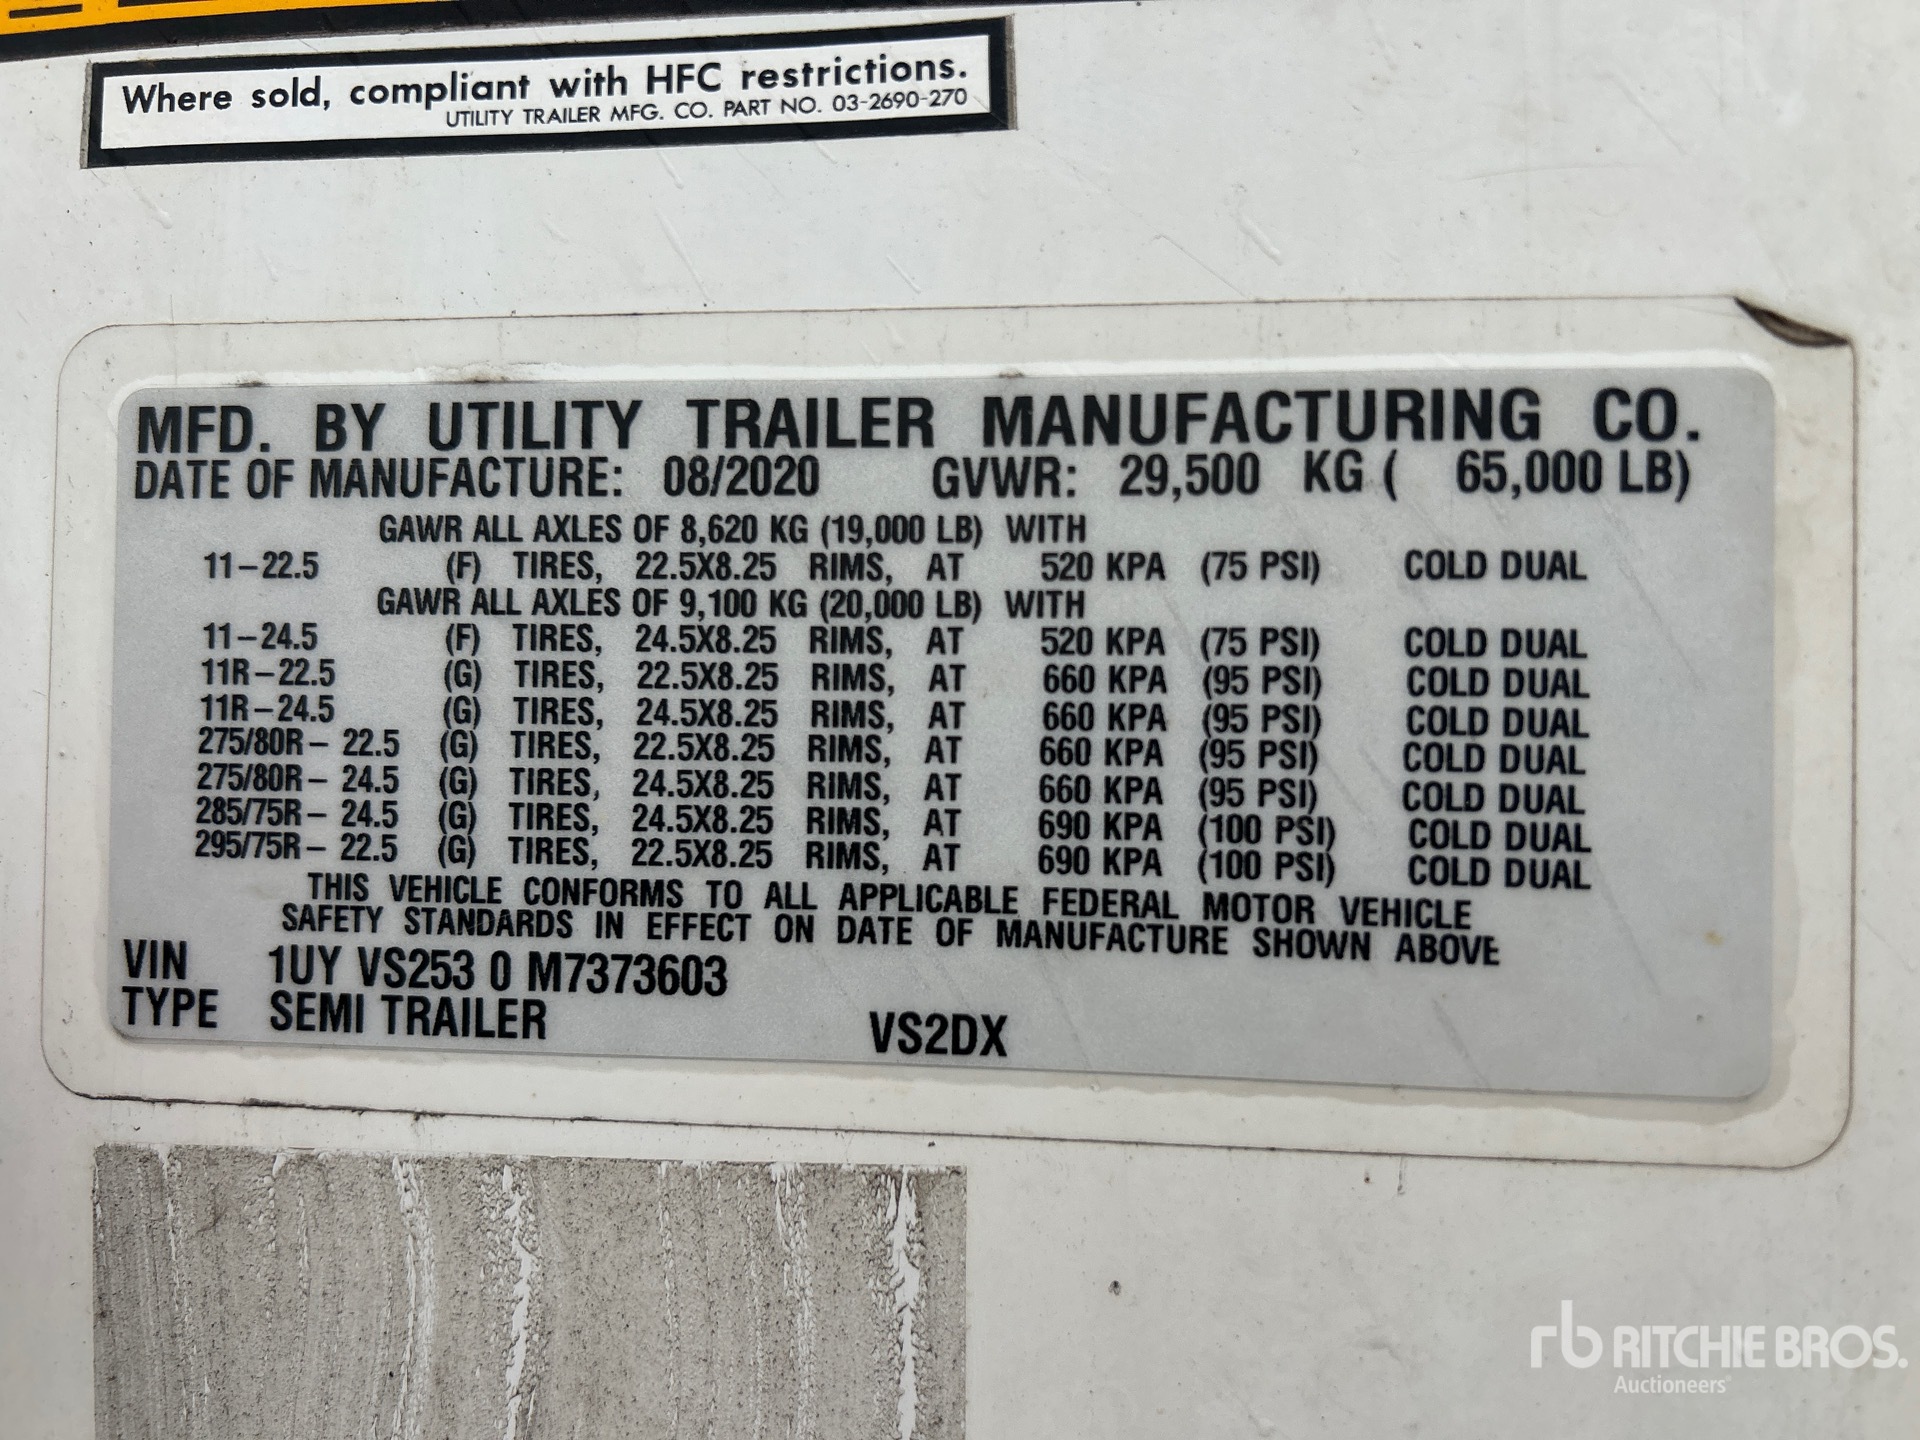 Where sold, compliant with HFC restrictions.
UTILITY TRAILER MFG. CO. PART NO. 03-2690-270
MFD. BY UTILITY TRAILER MANUFACTURING CO.
DATE OF MANUFACTURE: 08/2020 GVWR: 29,500 KG ( 65,000 LB)
GAWR ALL AXLES OF 8,620 KG (19,000 LB) WITH
11-22.5 (F) TIRES, 22.5X8.25 RIMS, AT 520 KPA (75 PSI) COLD DUAL
GAWR ALL AXLES OF 9,100 KG (20,000 LB) WITH
11-24.5 (F) TIRES, 24.5X8.25 RIMS, AT 520 KPA (75 PSI) COLD DUAL
11R-22.5 (G) TIRES, 22.5X8.25 RIMS, AT 660 KPA (95 PSI) COLD DUAL
11R-24.5 (G) TIRES, 24.5X8.25 RIMS, AT 660 KPA (95 PSI) COLD DUAL
275/80R- 22.5 (G) TIRES, 22.5X8.25 RIMS, AT 660 KPA (95 PSI) COLD DUAL
275/80R- 24.5 (G) TIRES, 24.5X8.25 RIMS, AT 660 KPA (95 PSI) COLD DUAL
285/75R- 24.5 (G) TIRES, 24.5X8.25 RIMS, AT 690 KPA (100 PSI) COLD DUAL
295/75R- 22.5 (G) TIRES, 22.5X8.25 RIMS, AT 690 KPA (100 PSI) COLD DUAL
THIS VEHICLE CONFORMS TO ALL APPLICABLE FEDERAL MOTOR VEHICLE
SAFETY STANDARDS IN EFFECT ON DATE OF MANUFACTURE SHOWN ABOVE
VIN 1UY VS253 0 M7373603
TYPE SEMI TRAILER VS2DX
rb RITCHIE BROS.
Auctioneers